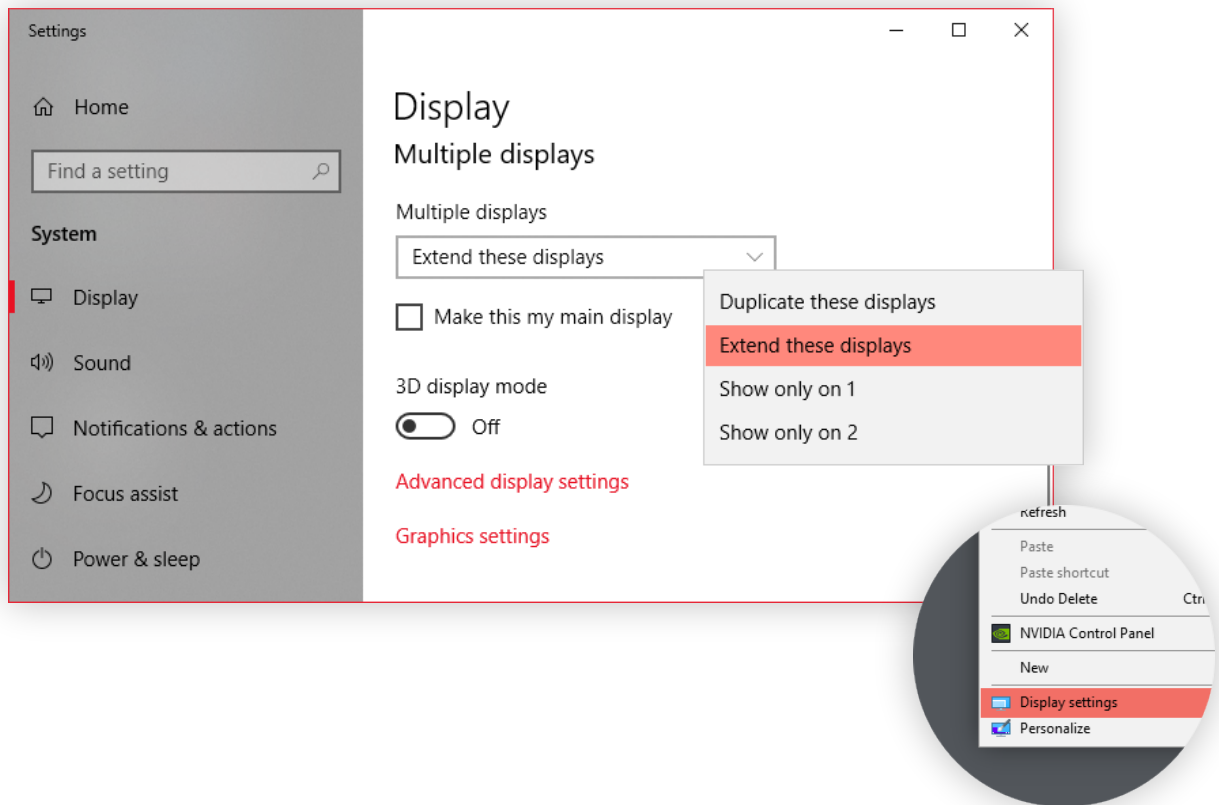 Settings
Home
Find a setting
System
Display
Sound
Notifications & actions
Focus assist
Power & sleep
Display
Multiple displays
Multiple displays
Extend these displays
Make this my main display
3D display mode
Off
Advanced display settings
Graphics settings
Duplicate these displays
Extend these displays
Show only on 1
Show only on 2
Refresh
Paste
Paste shortcut
Undo Delete Ctrl
NVIDIA Control Panel
New
Display settings
Personalize